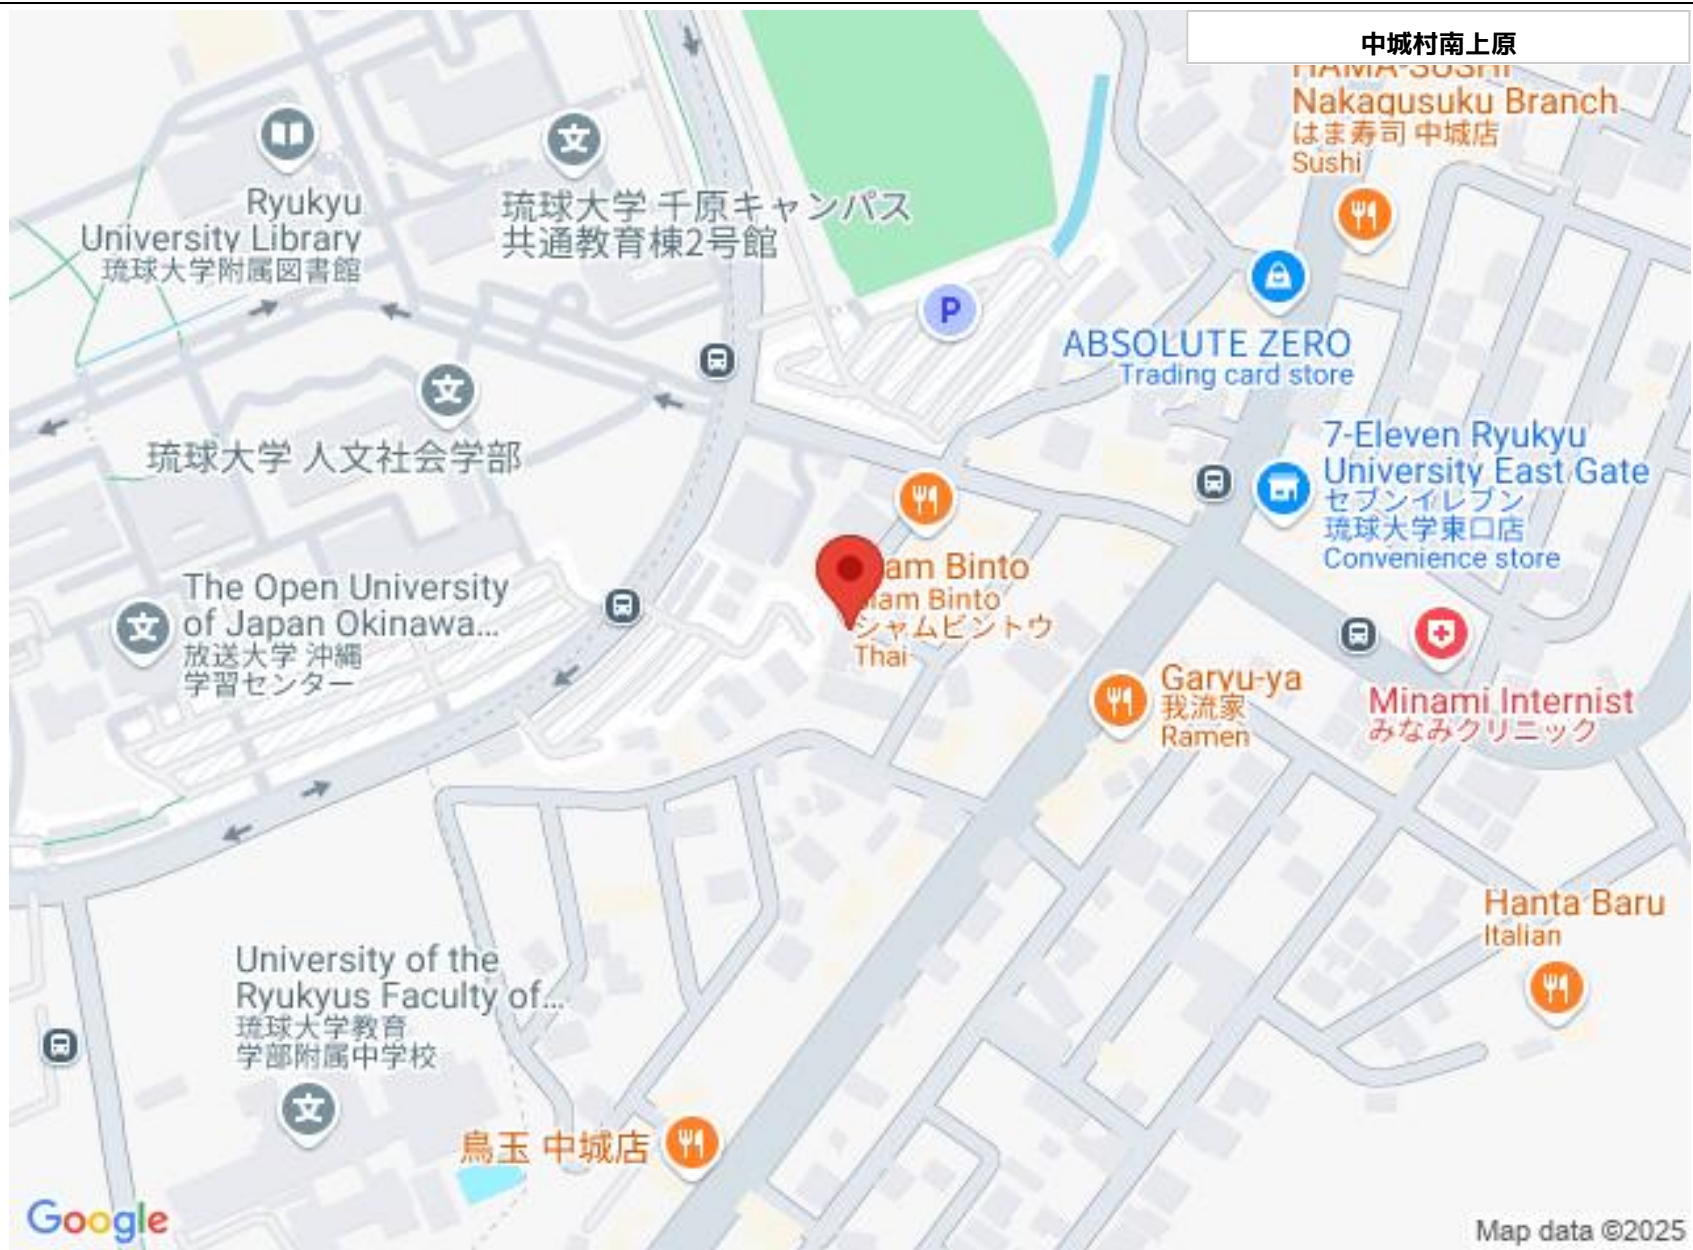 中城村南上原
HAMA-SUSHI
Nakagusuku Branch
はま寿司 中城店
Sushi
Ryukyu
University Library
琉球大学附属図書館
琉球大学 千原キャンパス
共通教育棟2号館
P
ABSOLUTE ZERO
Trading card store
琉球大学 人文社会学部
7-Eleven Ryukyu
University East Gate
セブンイレブン
琉球大学東口店
Convenience store
The Open University
of Japan Okinawa...
放送大学 沖縄
学習センター
am Binto
iam Binto
シャムビントウ
Thai
Garyu-ya
我流家
Ramen
Minami Internist
みなみクリニック
Hanta Baru
Italian
University of the
Ryukyus Faculty of...
琉球大学教育
学部附属中学校
鳥玉 中城店
Google
Map data ©2025